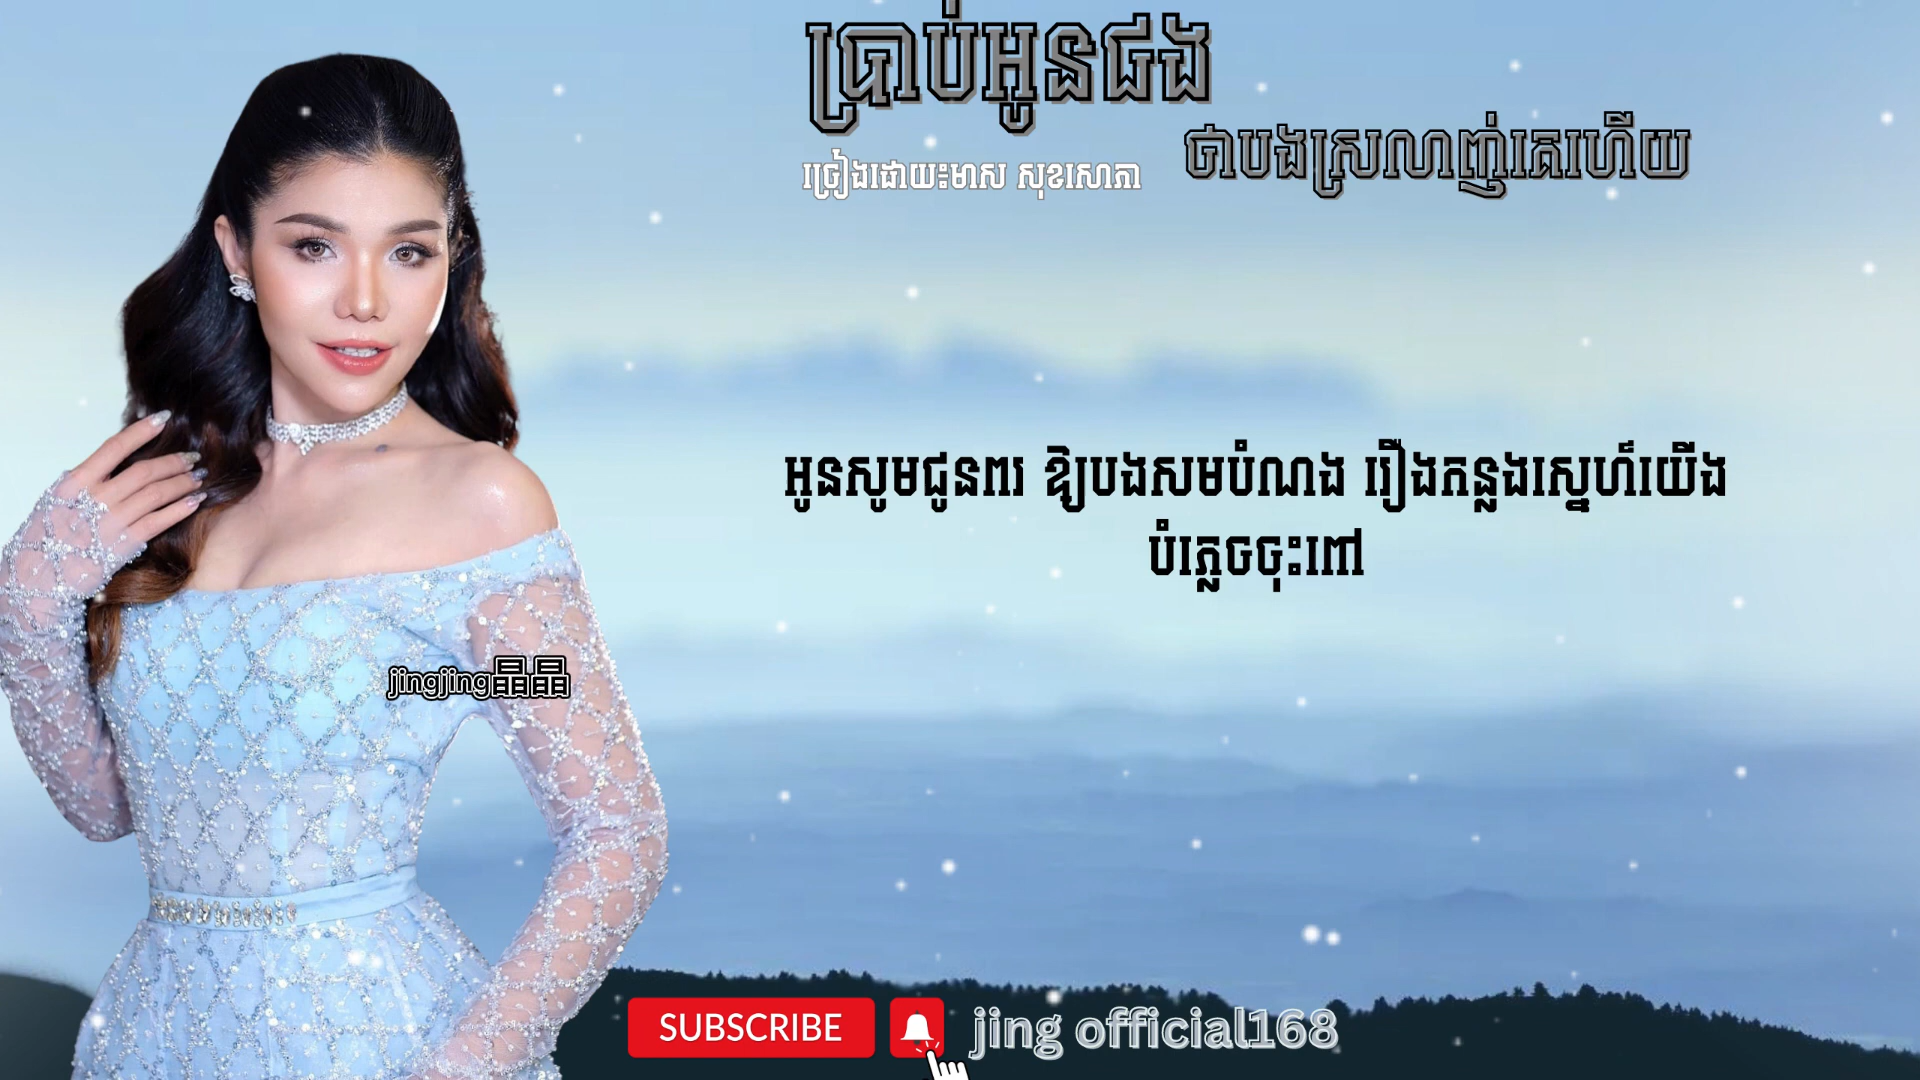 ប្រាប់អូនផង
ថាបងស្រលាញ់គេហើយ
ច្រៀងដោយ៖មាស សុខសោភា
អូនសូមជូនពរ ឱ្យបងសមបំណង រឿងកន្លងស្នេហ៍យើង
បំភ្លេចចុះពៅ
jingjing晶晶
SUBSCRIBE
jing official168